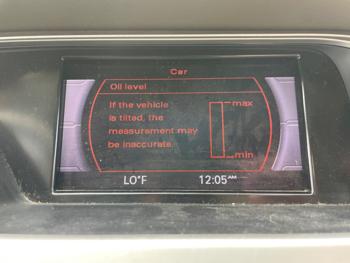 Car
Oil level
If the vehicle
is tilted, the
measurement may
be inaccurate.
max
min
LO°F
12:05AM